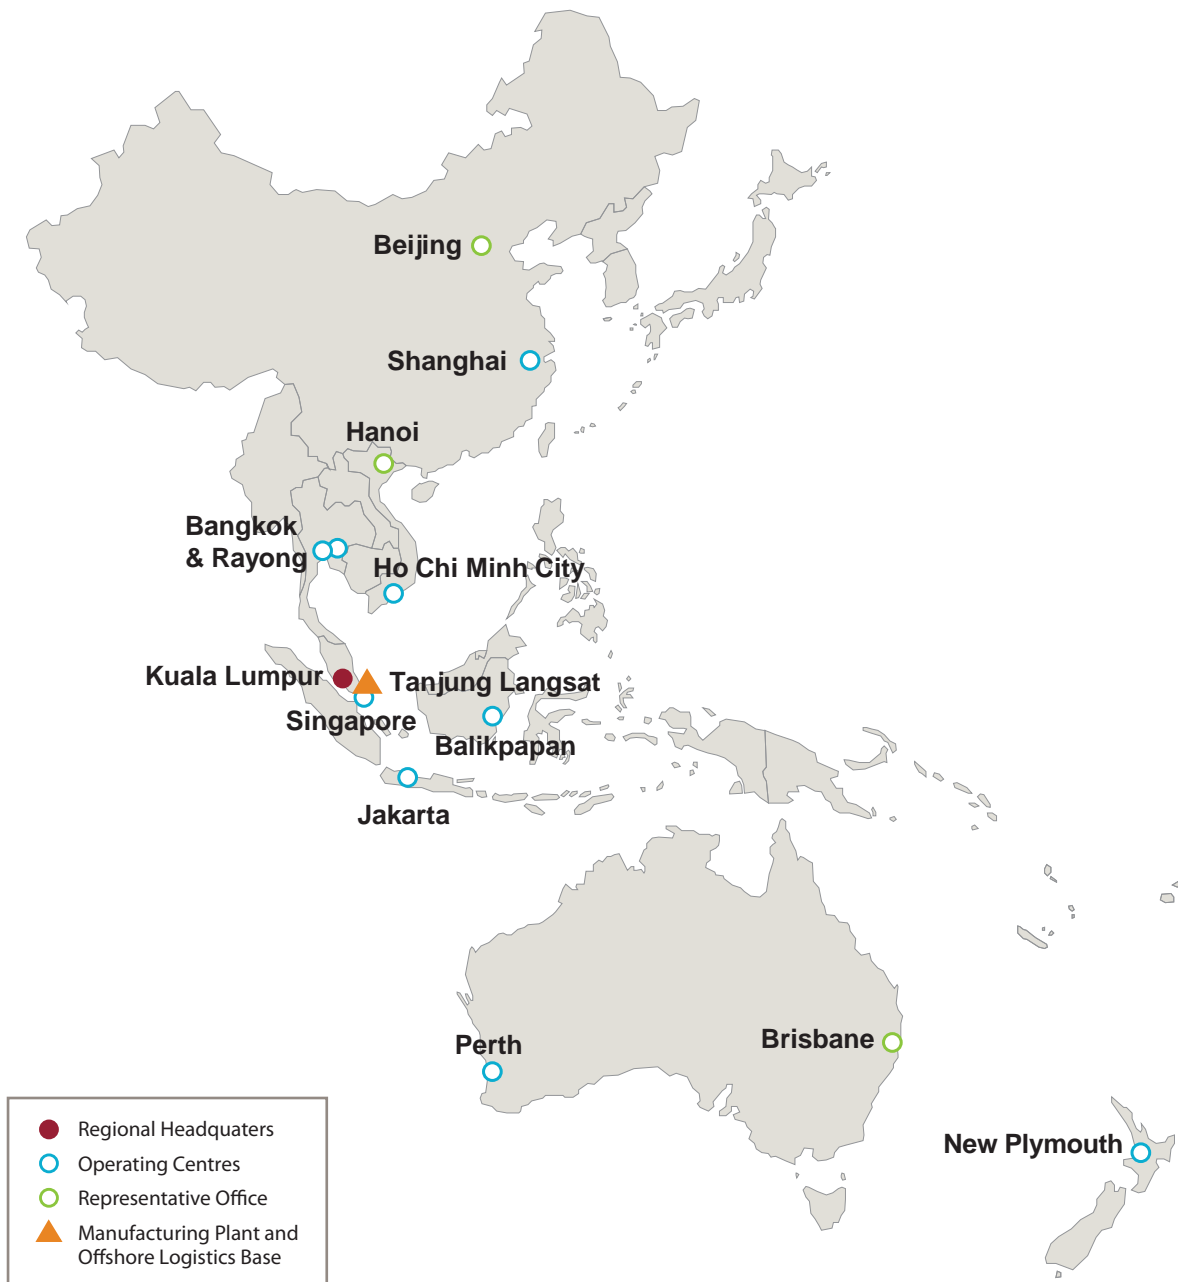 Beijing
Shanghai
Hanoi
Bangkok
& Rayong
Ho Chi Minh City
Kuala Lumpur
Tanjung Langsat
Singapore
Balikpapan
Jakarta
Perth
Brisbane
New Plymouth
Regional Headquaters
Operating Centres
Representative Office
Manufacturing Plant and
Offshore Logistics Base